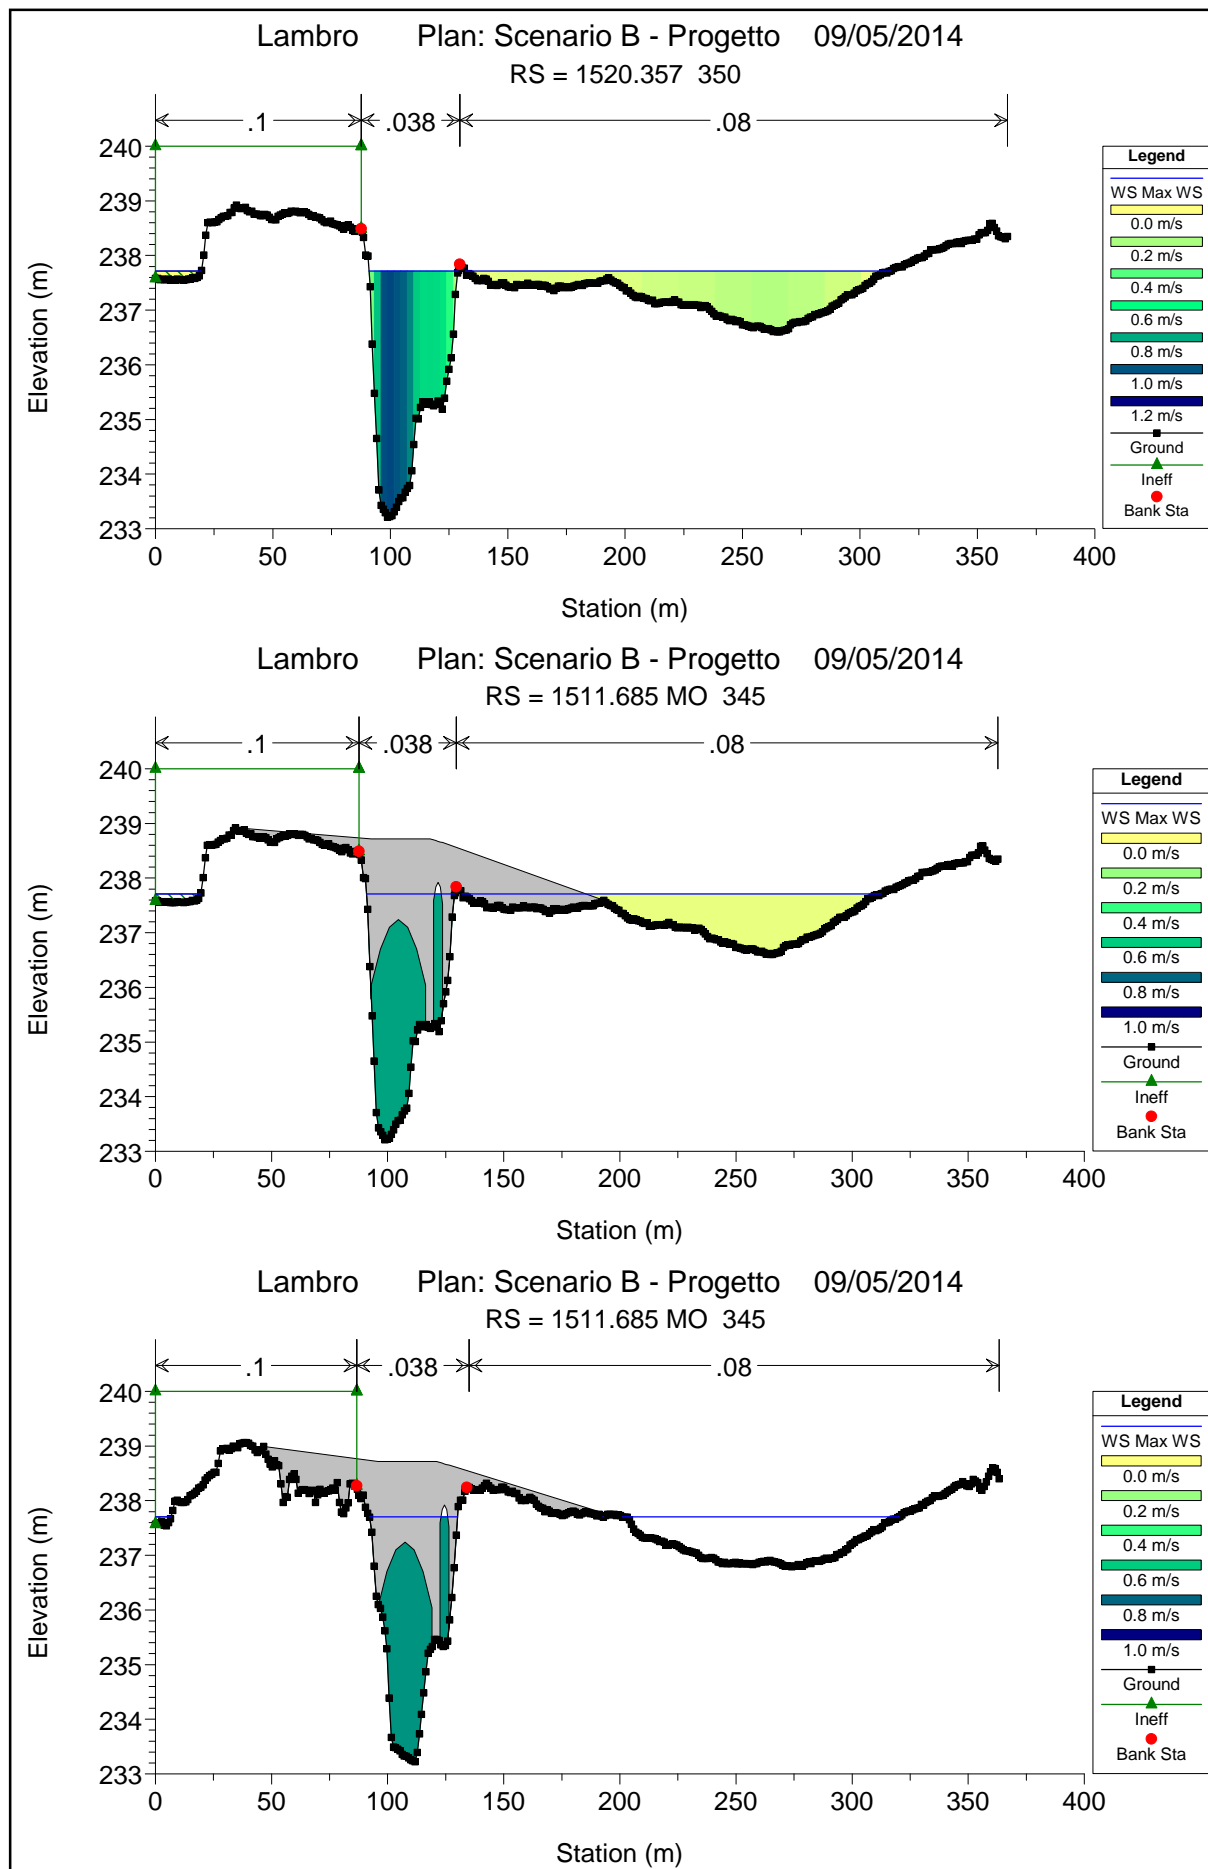 Lambro Plan: Scenario B - Progetto 09/05/2014
RS = 1520.357 350
.1 .038 .08
240
239
238
237
236
235
234
233
Elevation (m)
0 50 100 150 200 250 300 350 400
Station (m)
Legend
WS Max WS
0.0 m/s
0.2 m/s
0.4 m/s
0.6 m/s
0.8 m/s
1.0 m/s
1.2 m/s
Ground
Ineff
Bank Sta
Lambro Plan: Scenario B - Progetto 09/05/2014
RS = 1511.685 MO 345
.1 .038 .08
240
239
238
237
236
235
234
233
Elevation (m)
0 50 100 150 200 250 300 350 400
Station (m)
Legend
WS Max WS
0.0 m/s
0.2 m/s
0.4 m/s
0.6 m/s
0.8 m/s
1.0 m/s
Ground
Ineff
Bank Sta
Lambro Plan: Scenario B - Progetto 09/05/2014
RS = 1511.685 MO 345
.1 .038 .08
240
239
238
237
236
235
234
233
Elevation (m)
0 50 100 150 200 250 300 350 400
Station (m)
Legend
WS Max WS
0.0 m/s
0.2 m/s
0.4 m/s
0.6 m/s
0.8 m/s
1.0 m/s
Ground
Ineff
Bank Sta